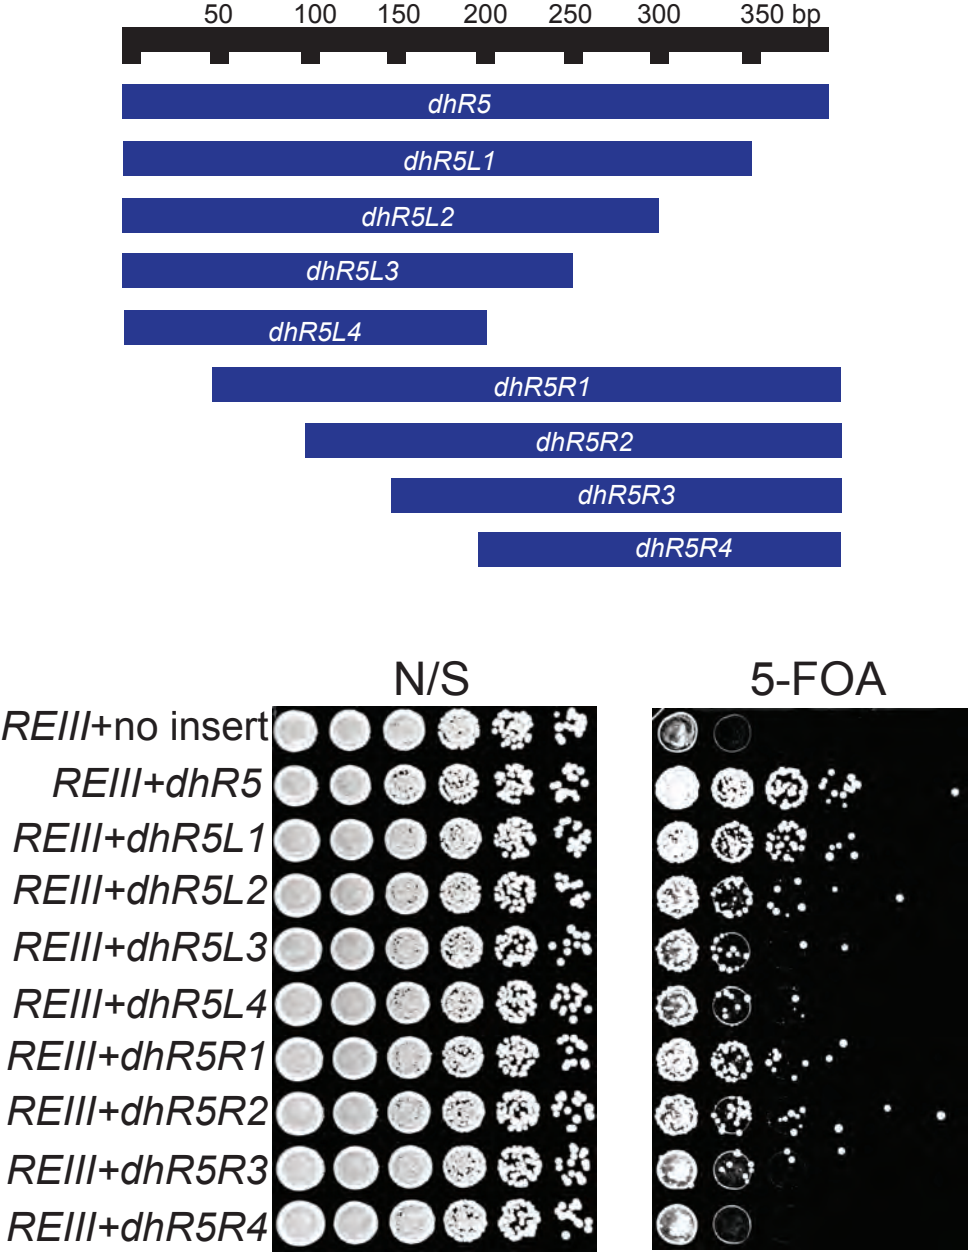 50 100 150 200 250 300 350 bp
dhR5
dhR5L1
dhR5L2
dhR5L3
dhR5L4
dhR5R1
dhR5R2
dhR5R3
dhR5R4
N/S 5-FOA
REIII+no insert
REIII+dhR5
REIII+dhR5L1
REIII+dhR5L2
REIII+dhR5L3
REIII+dhR5L4
REIII+dhR5R1
REIII+dhR5R2
REIII+dhR5R3
REIII+dhR5R4